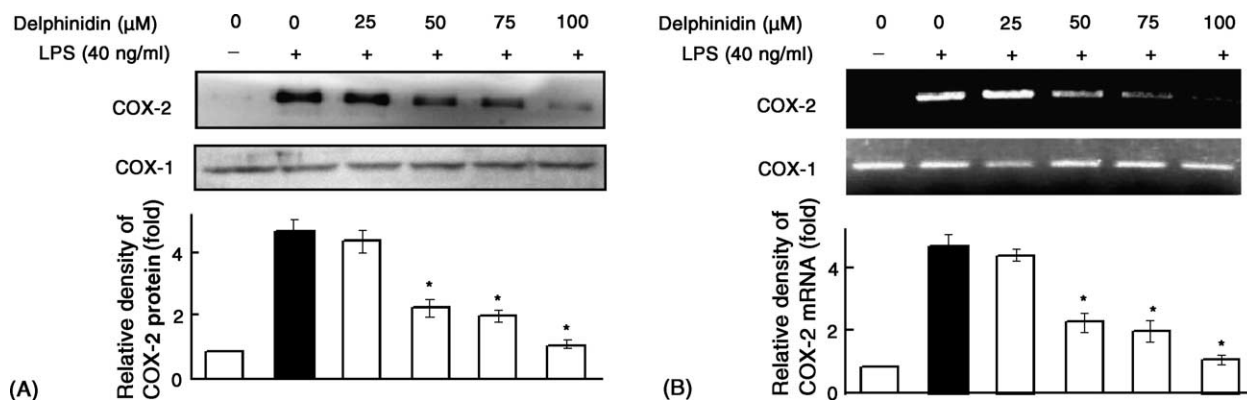 Delphinidin (μM) 0 0 25 50 75 100
LPS (40 ng/ml) – + + + + +
COX-2
COX-1
Relative density of
COX-2 protein (fold)
4
2
0
* * *
(A)
Delphinidin (μM) 0 0 25 50 75 100
LPS (40 ng/ml) – + + + + +
COX-2
COX-1
Relative density of
COX-2 mRNA (fold)
4
2
0
* * *
(B)